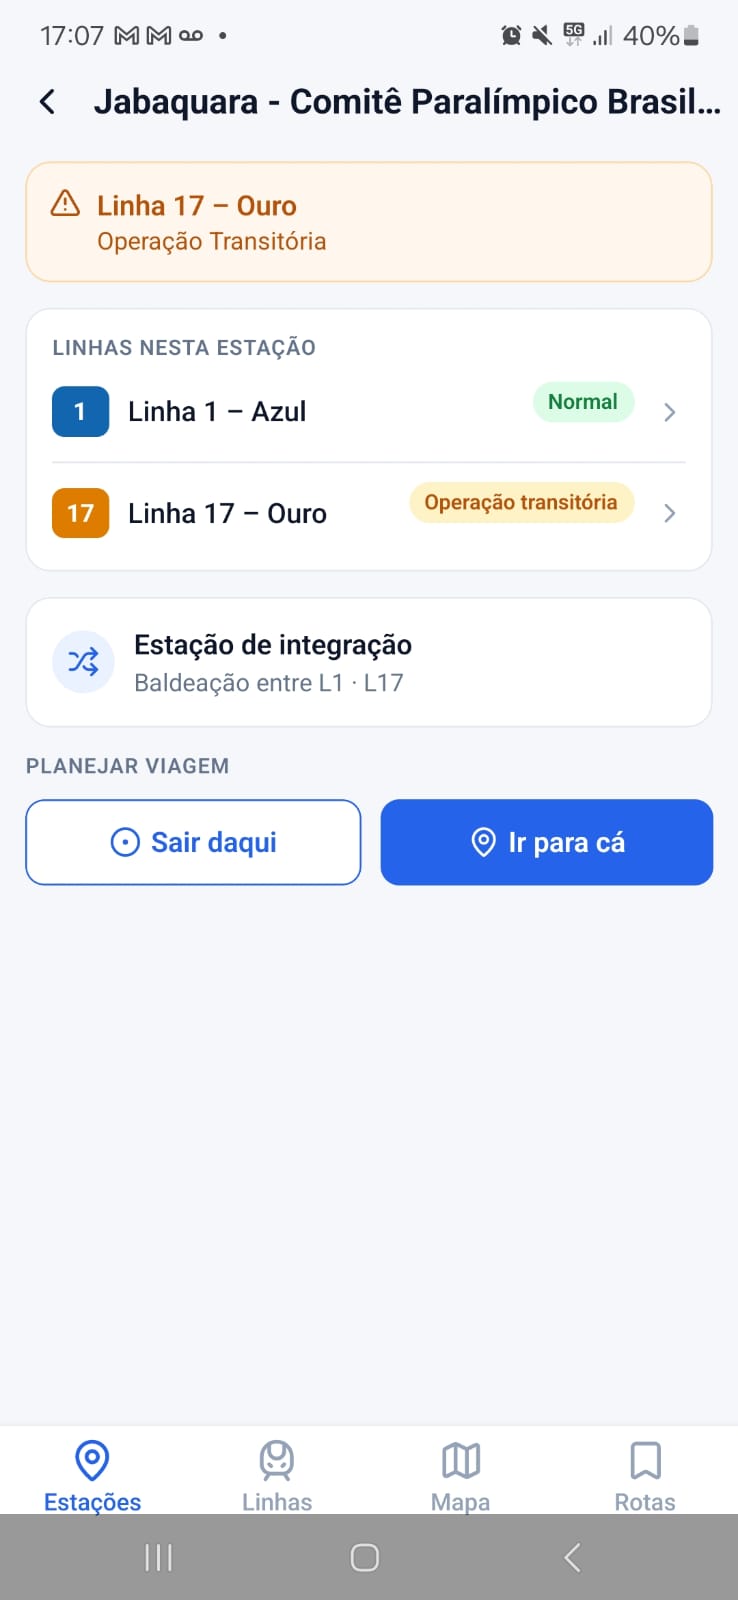 17:07
5G
40%
Jabaquara - Comitê Paralímpico Brasil...
Linha 17 – Ouro
Operação Transitória
LINHAS NESTA ESTAÇÃO
1
Linha 1 – Azul
Normal
17
Linha 17 – Ouro
Operação transitória
Estação de integração
Baldeação entre L1 · L17
PLANEJAR VIAGEM
Sair daqui
Ir para cá
Estações
Linhas
Mapa
Rotas